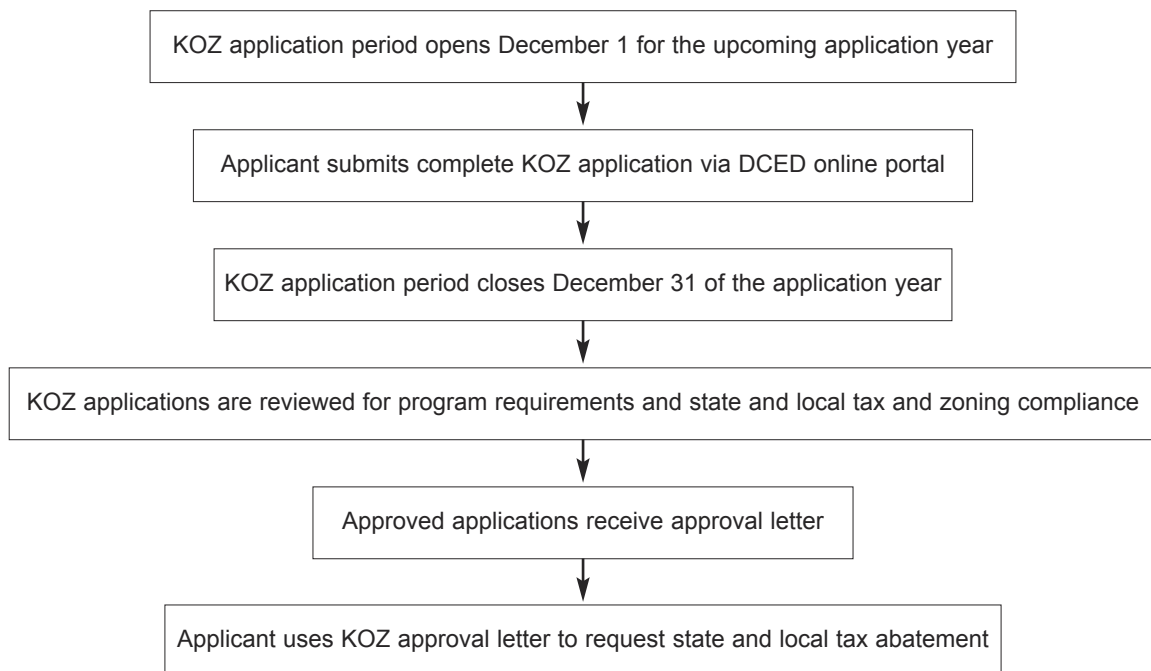 KOZ application period opens December 1 for the upcoming application year
Applicant submits complete KOZ application via DCED online portal
KOZ application period closes December 31 of the application year
KOZ applications are reviewed for program requirements and state and local tax and zoning compliance
Approved applications receive approval letter
Applicant uses KOZ approval letter to request state and local tax abatement